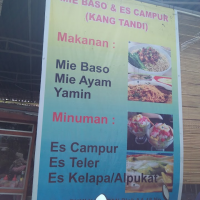 MIE BASO & ES CAMPUR
(KANG TANDI)
Makanan :
Mie Baso
Mie Ayam
Yamin
Minuman :
Es Campur
Es Teler
Es Kelapa/Alpukat